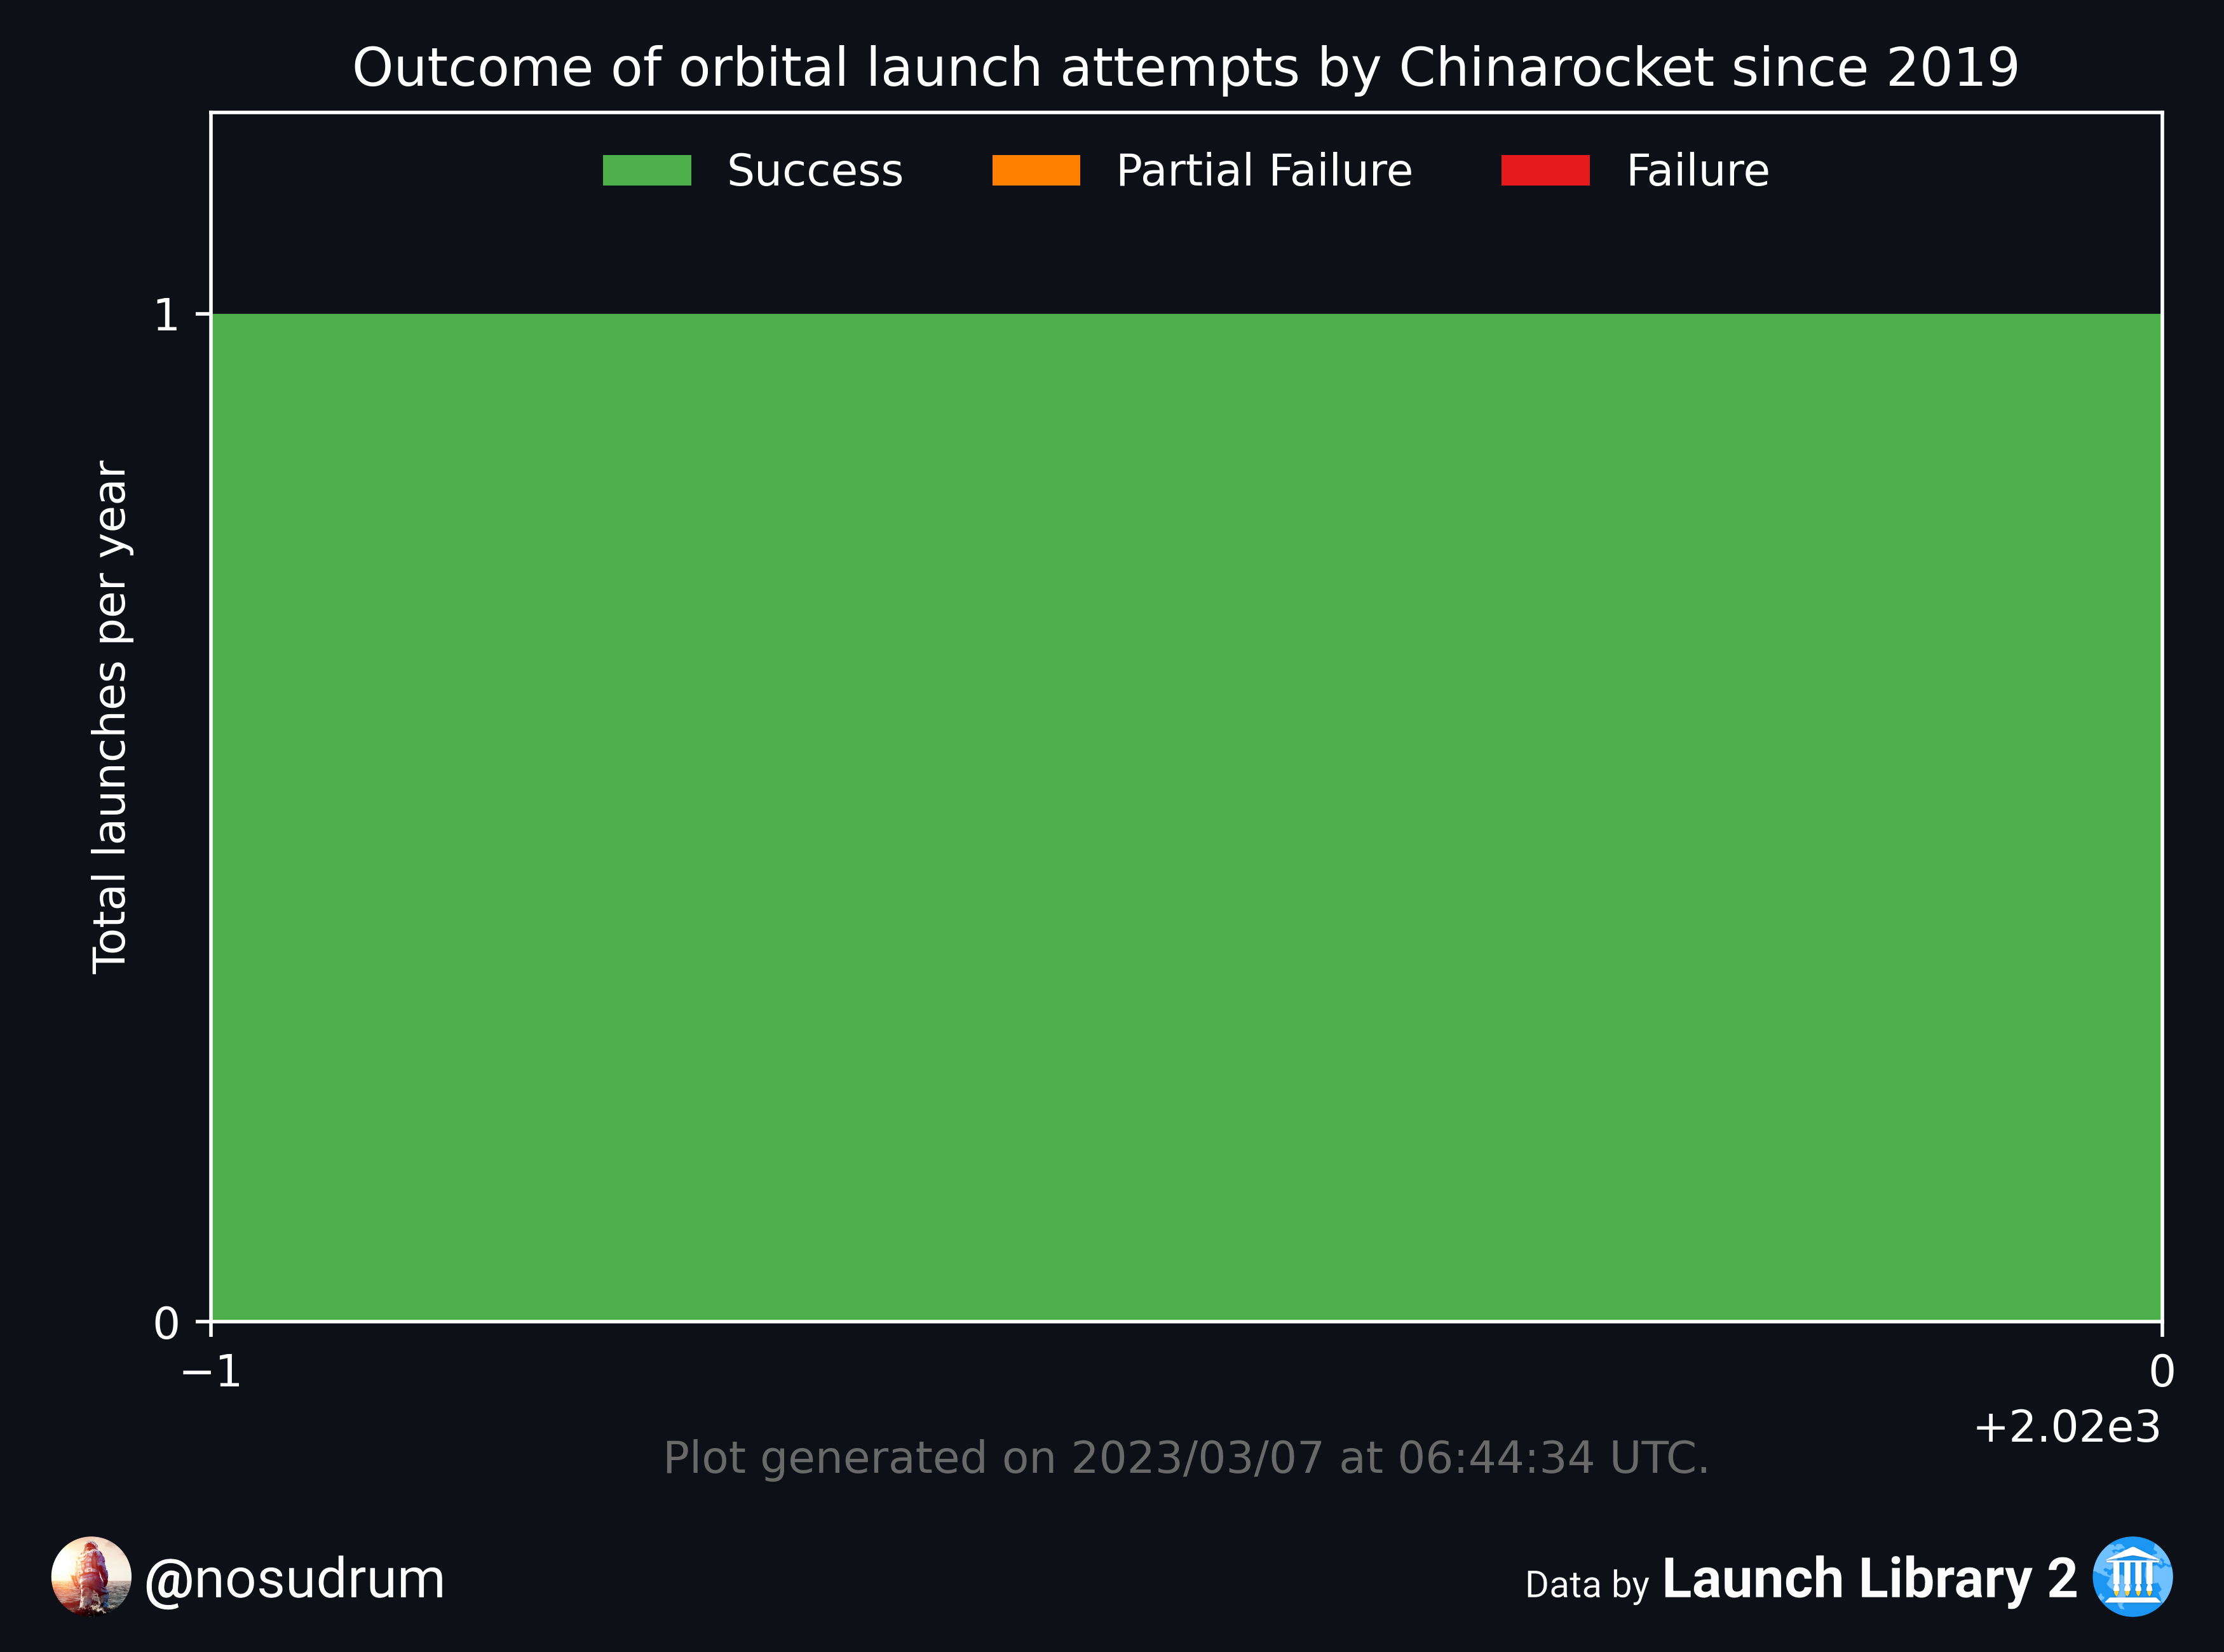 Outcome of orbital launch attempts by Chinarocket since 2019
Success Partial Failure Failure
Total launches per year
1
0
−1 0
+2.02e3
Plot generated on 2023/03/07 at 06:44:34 UTC.
@nosudrum
Data by Launch Library 2